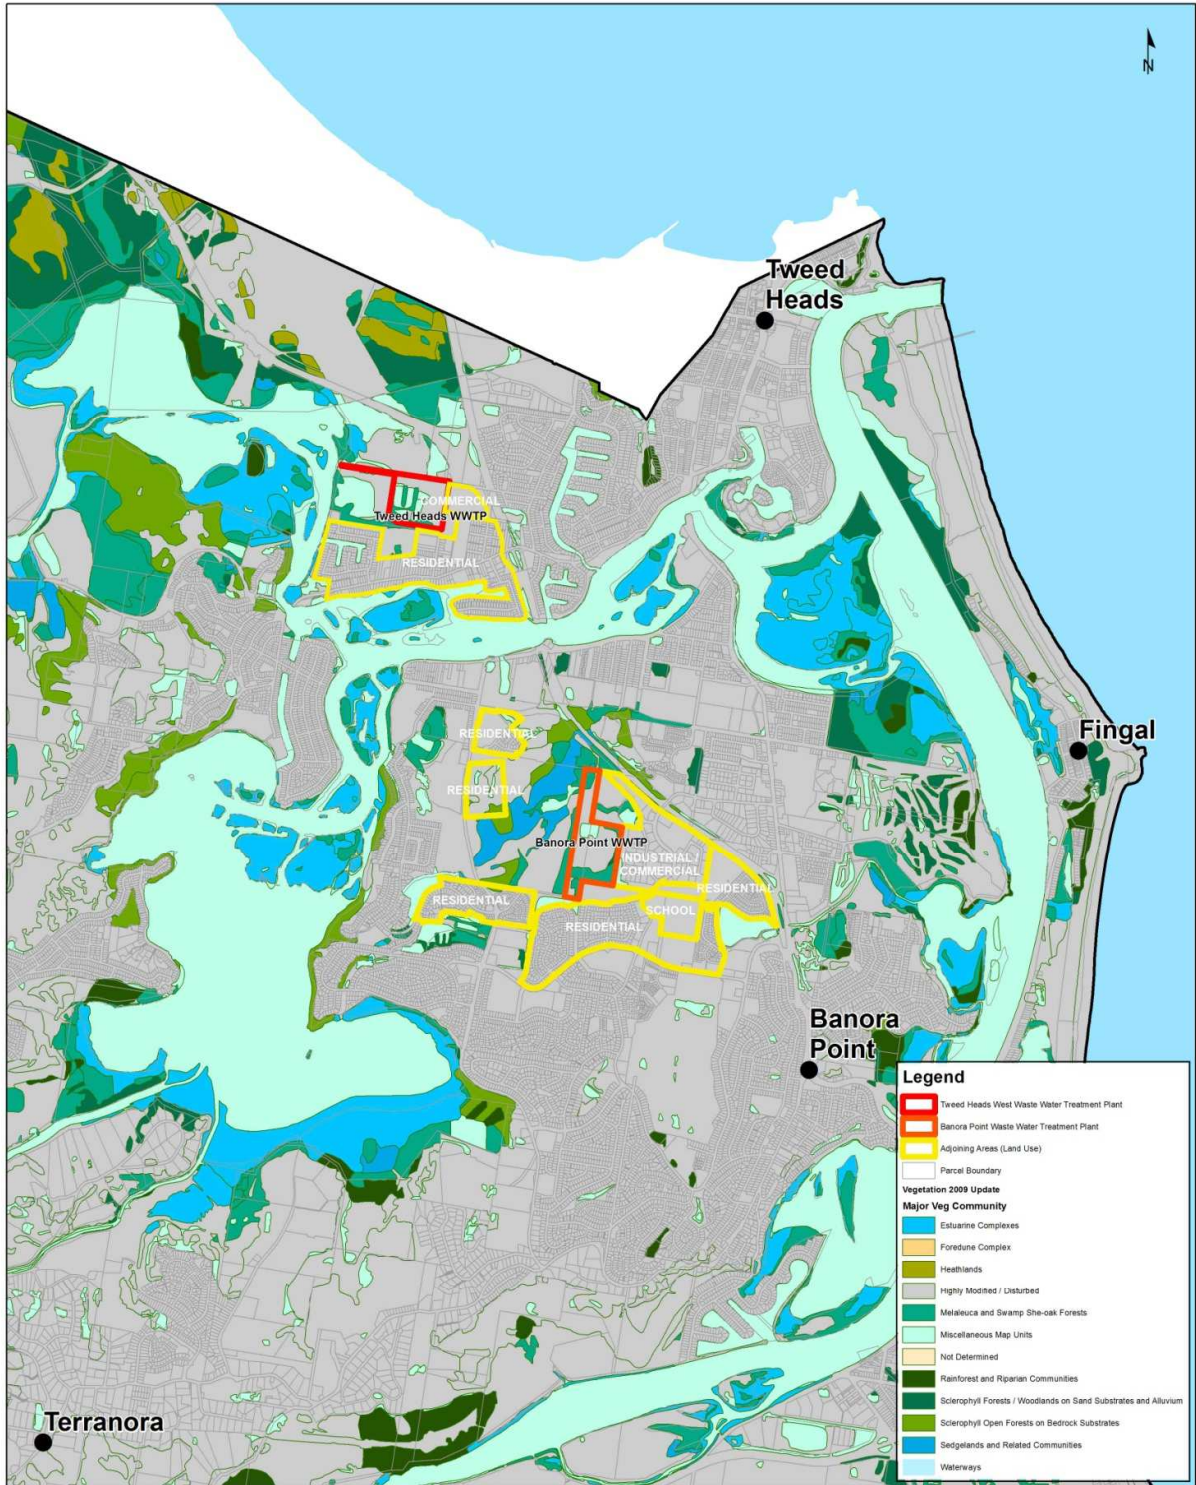 N
Tweed
Heads
COMMERCIAL
Tweed Heads WWTP
RESIDENTIAL
Fingal
RESIDENTIAL
RESIDENTIAL
Banora Point WWTP
INDUSTRIAL /
COMMERCIAL
RESIDENTIAL
RESIDENTIAL
SCHOOL
RESIDENTIAL
Banora
Point
Terranora
Legend
Tweed Heads West Waste Water Treatment Plant
Banora Point Waste Water Treatment Plant
Adjoining Areas (Land Use)
Parcel Boundary
Vegetation 2009 Update
Major Veg Community
Estuarine Complexes
Foredune Complex
Heathlands
Highly Modified / Disturbed
Melaleuca and Swamp She-oak Forests
Miscellaneous Map Units
Not Determined
Rainforest and Riparian Communities
Sclerophyll Forests / Woodlands on Sand Substrates and Alluvium
Sclerophyll Open Forests on Bedrock Substrates
Sedgelands and Related Communities
Waterways